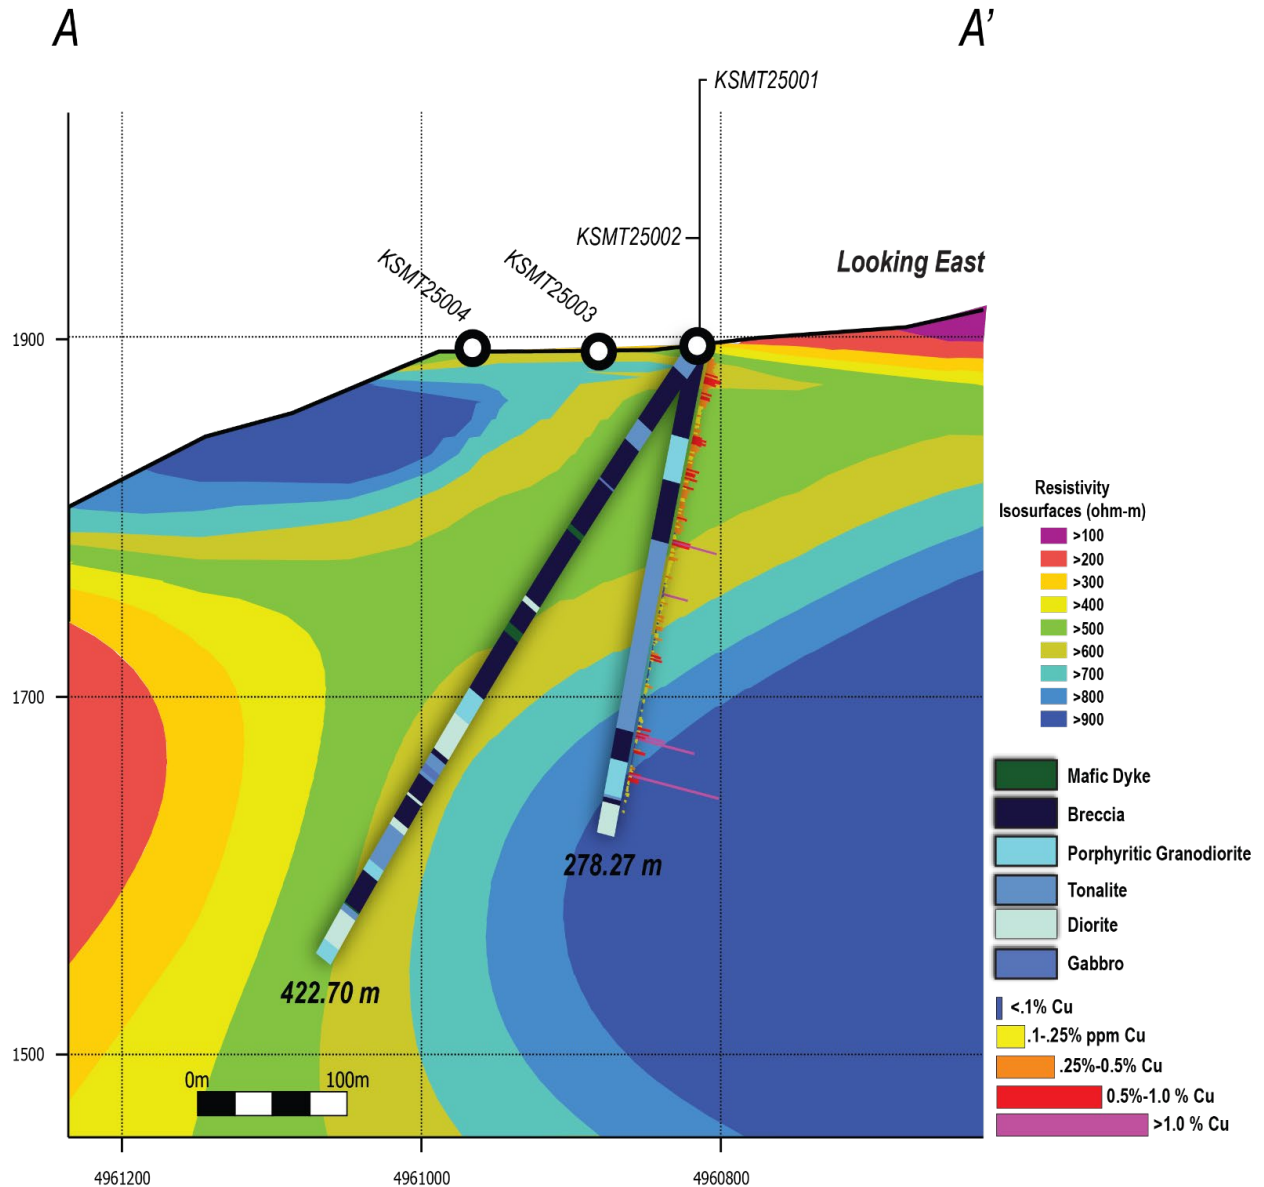 A
A’
KSMT25001
KSMT25002
KSMT25004
KSMT25003
Looking East
1900
1700
1500
278.27 m
422.70 m
0m
100m
4961200
4961000
4960800
Resistivity
Isosurfaces (ohm-m)
>100
>200
>300
>400
>500
>600
>700
>800
>900
Mafic Dyke
Breccia
Porphyritic Granodiorite
Tonalite
Diorite
Gabbro
<.1% Cu
.1-.25% ppm Cu
.25%-0.5% Cu
0.5%-1.0 % Cu
>1.0 % Cu